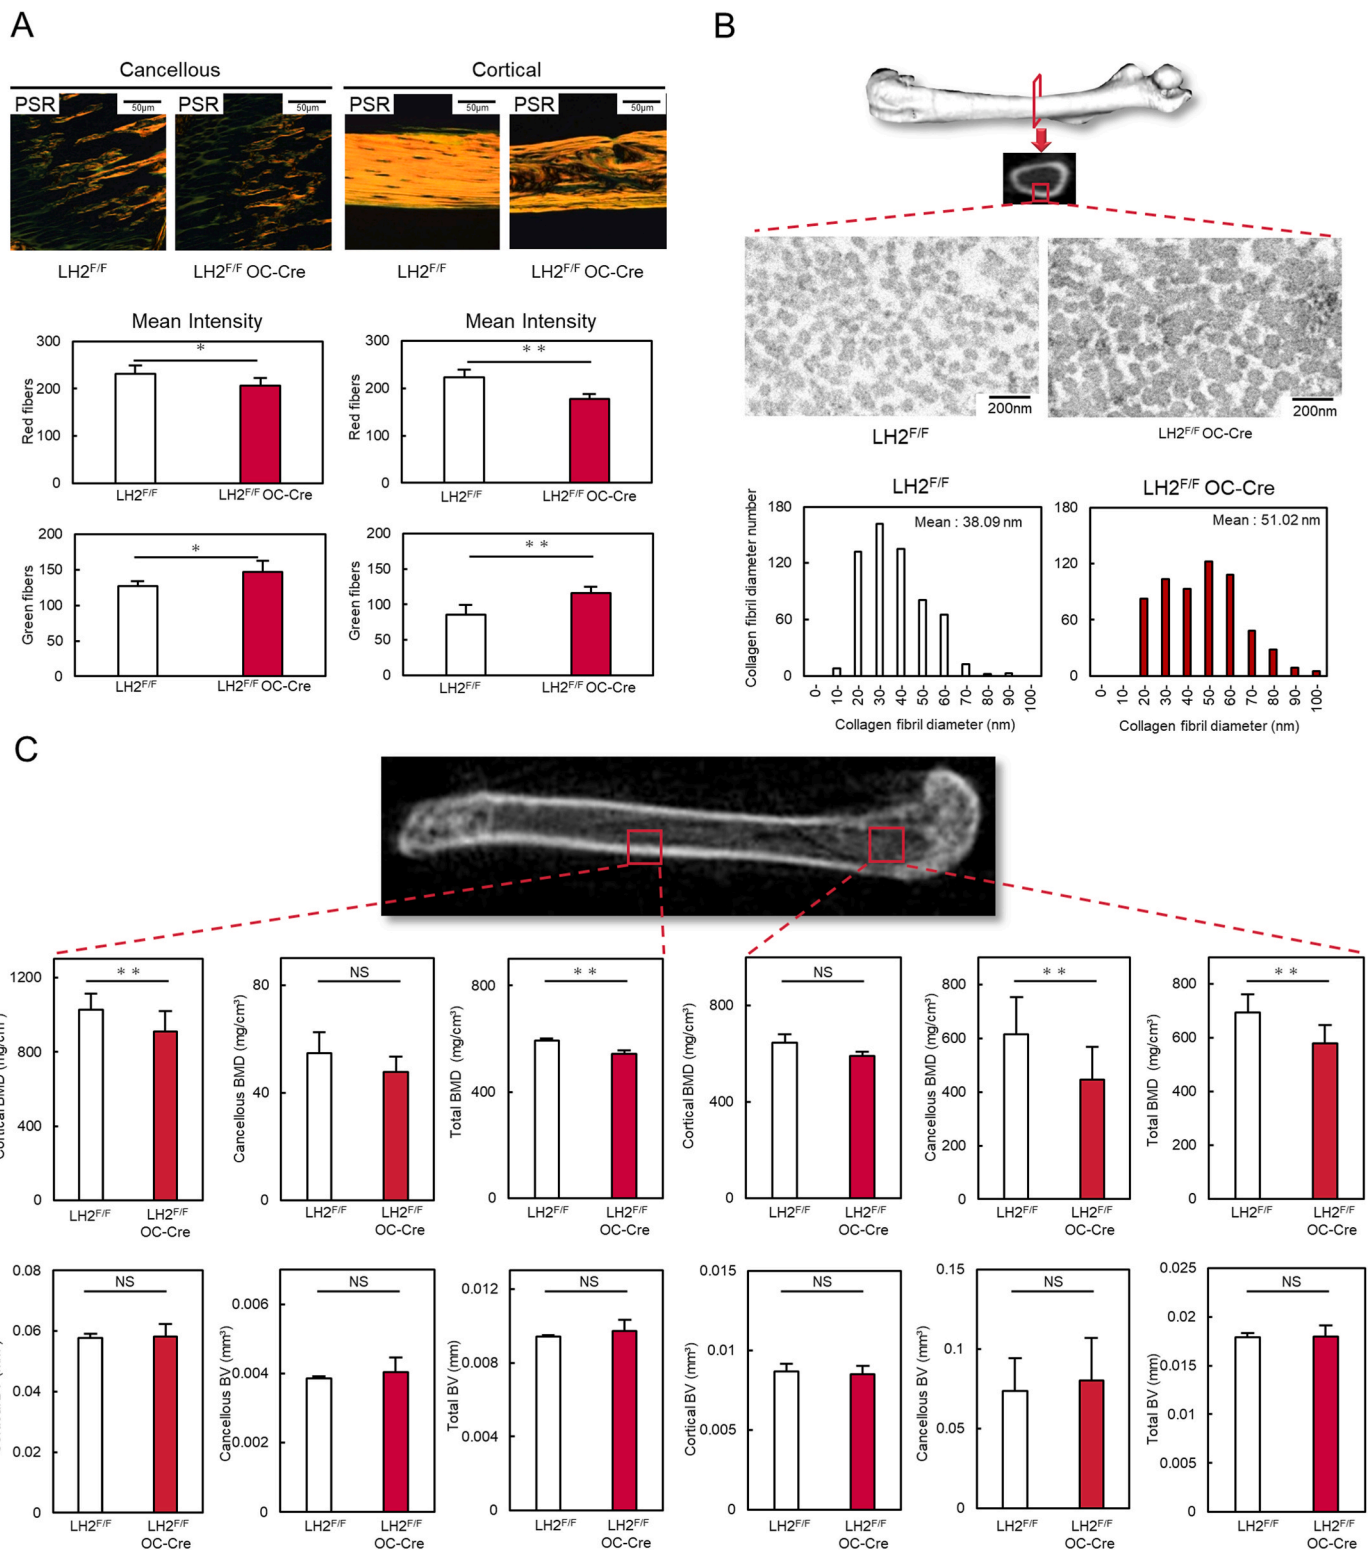 A
Cancellous
Cortical
PSR
50μm
PSR
50μm
PSR
50μm
PSR
50μm
LH2F/F
LH2F/F OC-Cre
LH2F/F
LH2F/F OC-Cre
Mean Intensity
Mean Intensity
Red fibers
300
200
100
0
*
LH2F/F
LH2F/F OC-Cre
Red fibers
300
200
100
0
* *
LH2F/F
LH2F/F OC-Cre
Green fibers
200
150
100
50
0
*
LH2F/F
LH2F/F OC-Cre
Green fibers
200
150
100
50
0
* *
LH2F/F
LH2F/F OC-Cre
B
200nm
200nm
LH2F/F
LH2F/F OC-Cre
LH2F/F
Collagen fibril diameter number
180
120
60
0
Mean : 38.09 nm
0-
10-
20-
30-
40-
50-
60-
70-
80-
90-
100-
Collagen fibril diameter (nm)
LH2F/F OC-Cre
180
120
60
0
Mean : 51.02 nm
0-
10-
20-
30-
40-
50-
60-
70-
80-
90-
100-
Collagen fibril diameter (nm)
C
Cortical BMD (mg/cm³)
1200
800
400
0
* *
LH2F/F
LH2F/F
OC-Cre
Cancellous BMD (mg/cm³)
80
40
0
NS
LH2F/F
LH2F/F
OC-Cre
Total BMD (mg/cm³)
800
400
0
* *
LH2F/F
LH2F/F
OC-Cre
Cortical BMD (mg/cm³)
800
400
0
NS
LH2F/F
LH2F/F
OC-Cre
Cancellous BMD (mg/cm³)
800
600
400
600
0
* *
LH2F/F
LH2F/F
OC-Cre
Total BMD (mg/cm³)
800
600
400
200
0
* *
LH2F/F
LH2F/F
OC-Cre
0.08
0.06
0.04
0.02
0
NS
LH2F/F
LH2F/F
OC-Cre
Cancellous BV (mm³)
0.006
0.004
0.002
0
NS
LH2F/F
LH2F/F
OC-Cre
Total BV (mm)
0.012
0.008
0.004
0
NS
LH2F/F
LH2F/F
OC-Cre
Cortical BV (mm³)
0.015
0.01
0.005
0
NS
LH2F/F
LH2F/F
OC-Cre
Cancellous BV (mm³)
0.15
0.1
0.05
0
NS
LH2F/F
LH2F/F
OC-Cre
Total BV (mm)
0.025
0.02
0.015
0.01
0.005
0
NS
LH2F/F
LH2F/F
OC-Cre